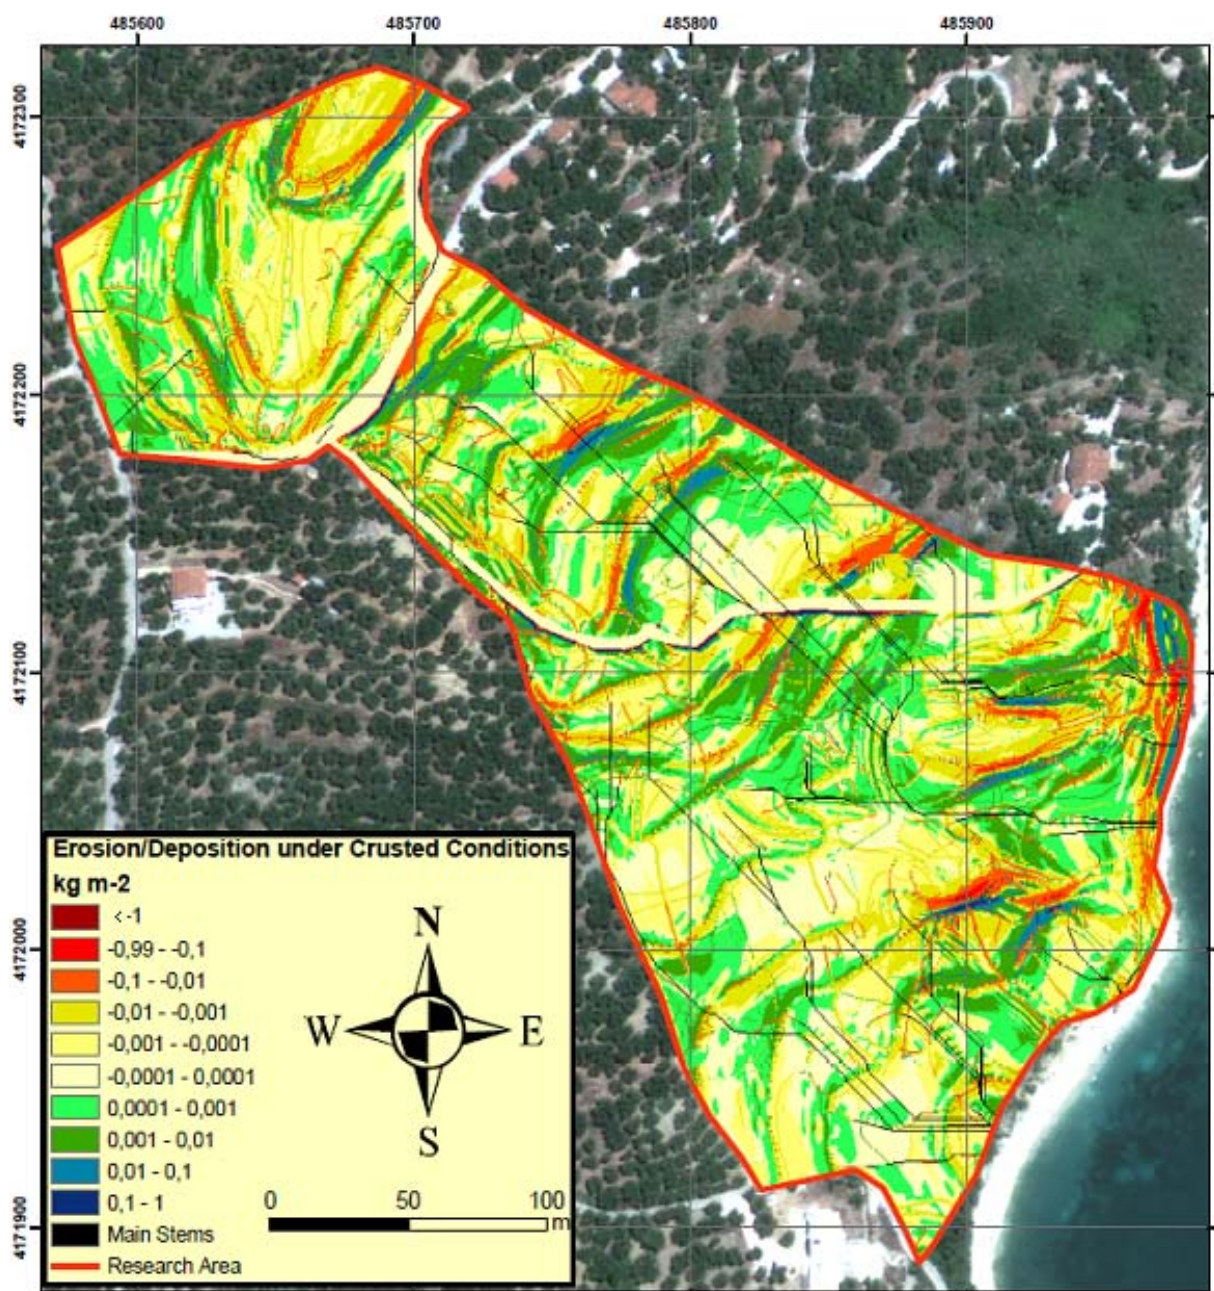 485600 485700 485800 485900
4172300
4172200
4172100
4172000
4171900
Erosion/Deposition under Crusted Conditions
kg m-2
< -1
-0,99 - -0,1
-0,1 - -0,01
-0,01 - -0,001
-0,001 - -0,0001
-0,0001 - 0,0001
0,0001 - 0,001
0,001 - 0,01
0,01 - 0,1
0,1 - 1
Main Stems
Research Area
N
W E
S
0 50 100
m